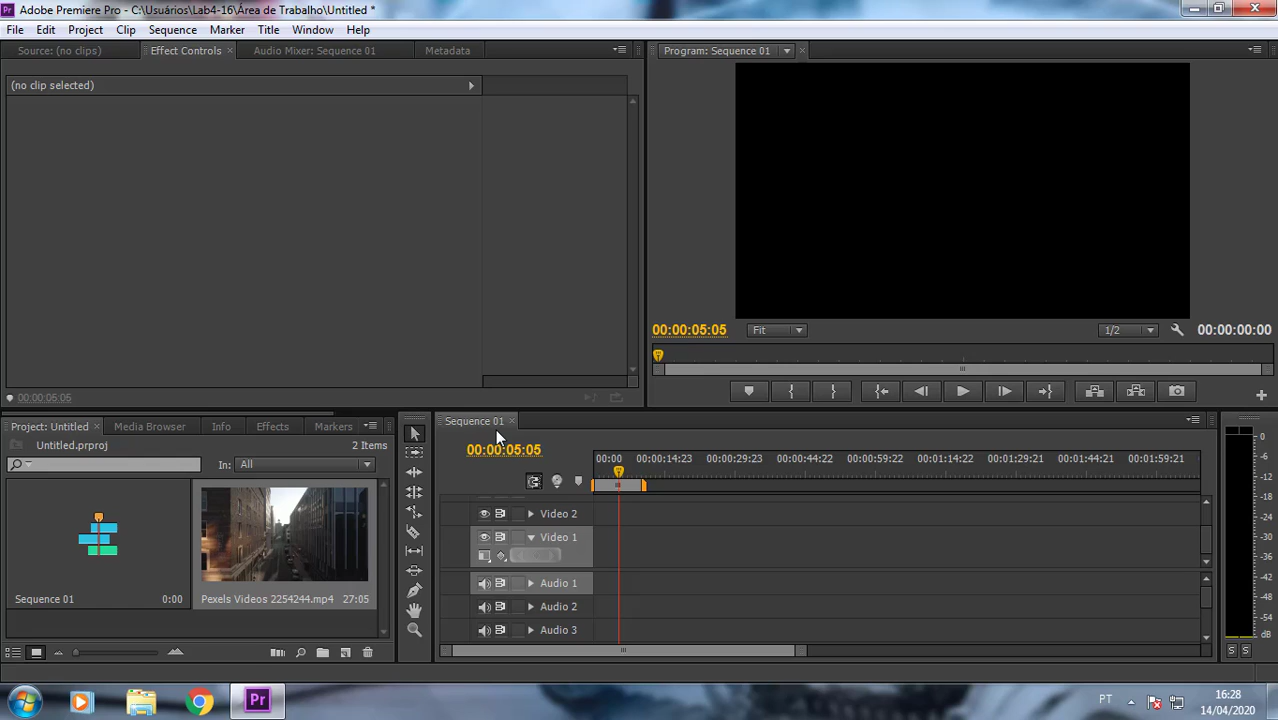 Adobe Premiere Pro - C:\Usuários\Lab4-16\Área de Trabalho\Untitled *
File Edit Project Clip Sequence Marker Title Window Help
Source: (no clips) Effect Controls Audio Mixer: Sequence 01 Metadata
Program: Sequence 01
(no clip selected)
00:00:05:05 Fit 1/2 00:00:00:00
00:00:05:05
Project: Untitled Media Browser Info Effects Markers
Untitled.prproj 2 Items
In: All
Sequence 01 0:00
Pexels Videos 2254244.mp4 27:05
Sequence 01
00:00:05:05
00:00 00:00:14:23 00:00:29:23 00:00:44:22 00:00:59:22 00:01:14:22 00:01:29:21 00:01:44:21 00:01:59:21
Video 2
Video 1
Audio 1
Audio 2
Audio 3
0
-6
-12
-18
-24
-30
-36
-42
-48
-54
S S
PT
16:28
14/04/2020